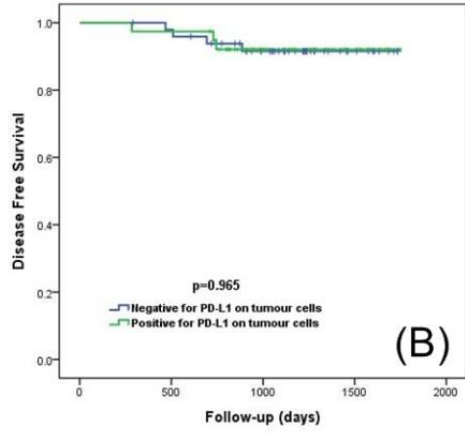 1.0
0.8
0.6
0.4
0.2
0.0
Disease Free Survival
p=0.965
Negative for PD-L1 on tumour cells
Positive for PD-L1 on tumour cells
(B)
0
500
1000
1500
2000
Follow-up (days)